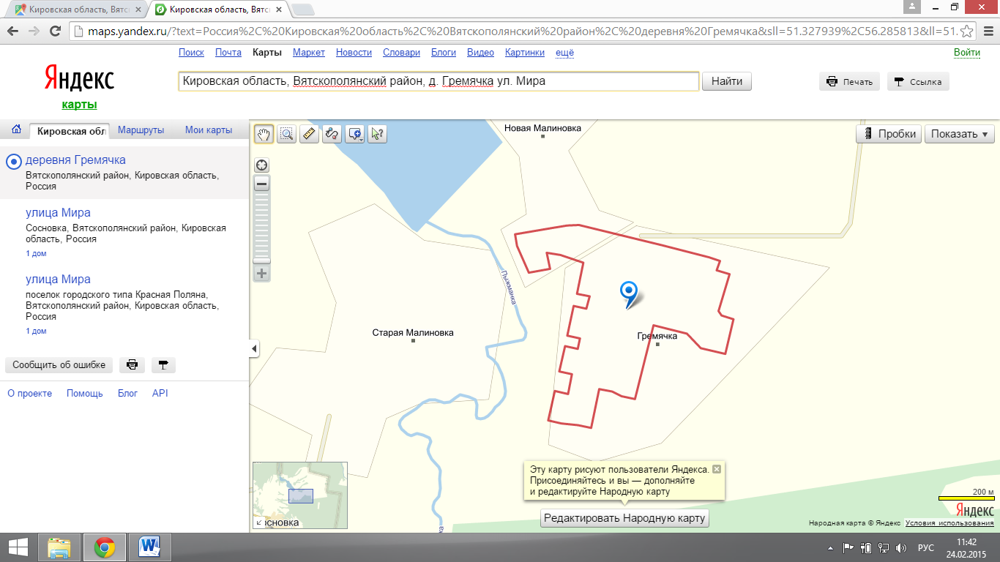 Кировская область, Вятс
Кировская область, Вятс
maps.yandex.ru/?text=Россия%2C%20Кировская%20область%2C%20Вятскополянский%20район%2C%20деревня%20Гремячка&sll=51.327939%2C56.285813&ll=51.
Поиск Почта Карты Маркет Новости Словари Блоги Видео Картинки ещё
Войти
Яндекс
карты
Кировская область, Вятскополянский район, д. Гремячка ул. Мира
Найти
Печать
Ссылка
Кировская обл
Маршруты
Мои карты
деревня Гремячка
Вятскополянский район, Кировская область,
Россия
улица Мира
Сосновка, Вятскополянский район, Кировская
область, Россия
1 дом
улица Мира
поселок городского типа Красная Поляна,
Вятскополянский район, Кировская область,
Россия
1 дом
Сообщить об ошибке
О проекте Помощь Блог API
Пробки
Показать
Новая Малиновка
Пыжманка
Старая Малиновка
Гремячка
Эту карту рисуют пользователи Яндекса.
Присоединяйтесь и вы — дополняйте
и редактируйте Народную карту
Редактировать Народную карту
200 м
Яндекс
Народная карта © Яндекс Условия использования
РУС
11:42
24.02.2015